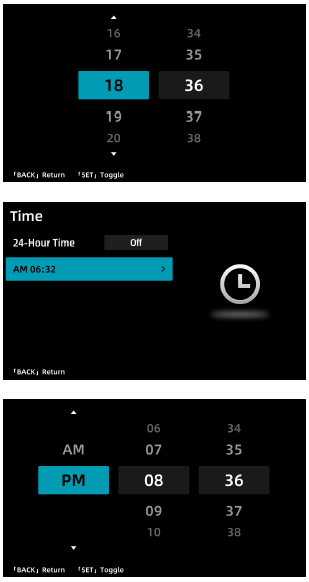 16 34
17 35
18 36
19 37
20 38
「BACK」 Return 「SET」 Toggle
Time
24-Hour Time Off
AM 06:32 >
「BACK」 Return
06 34
AM 07 35
PM 08 36
09 37
10 38
「BACK」 Return 「SET」 Toggle